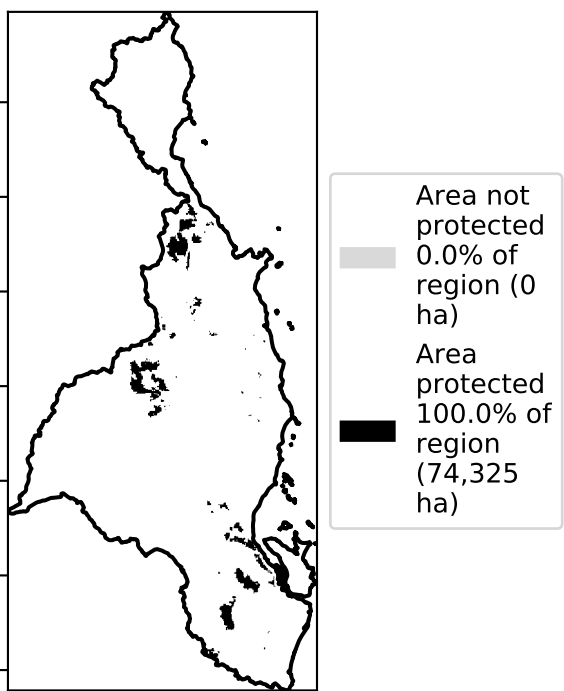 Area not
protected
0.0% of
region (0
ha)
Area
protected
100.0% of
region
(74,325
ha)